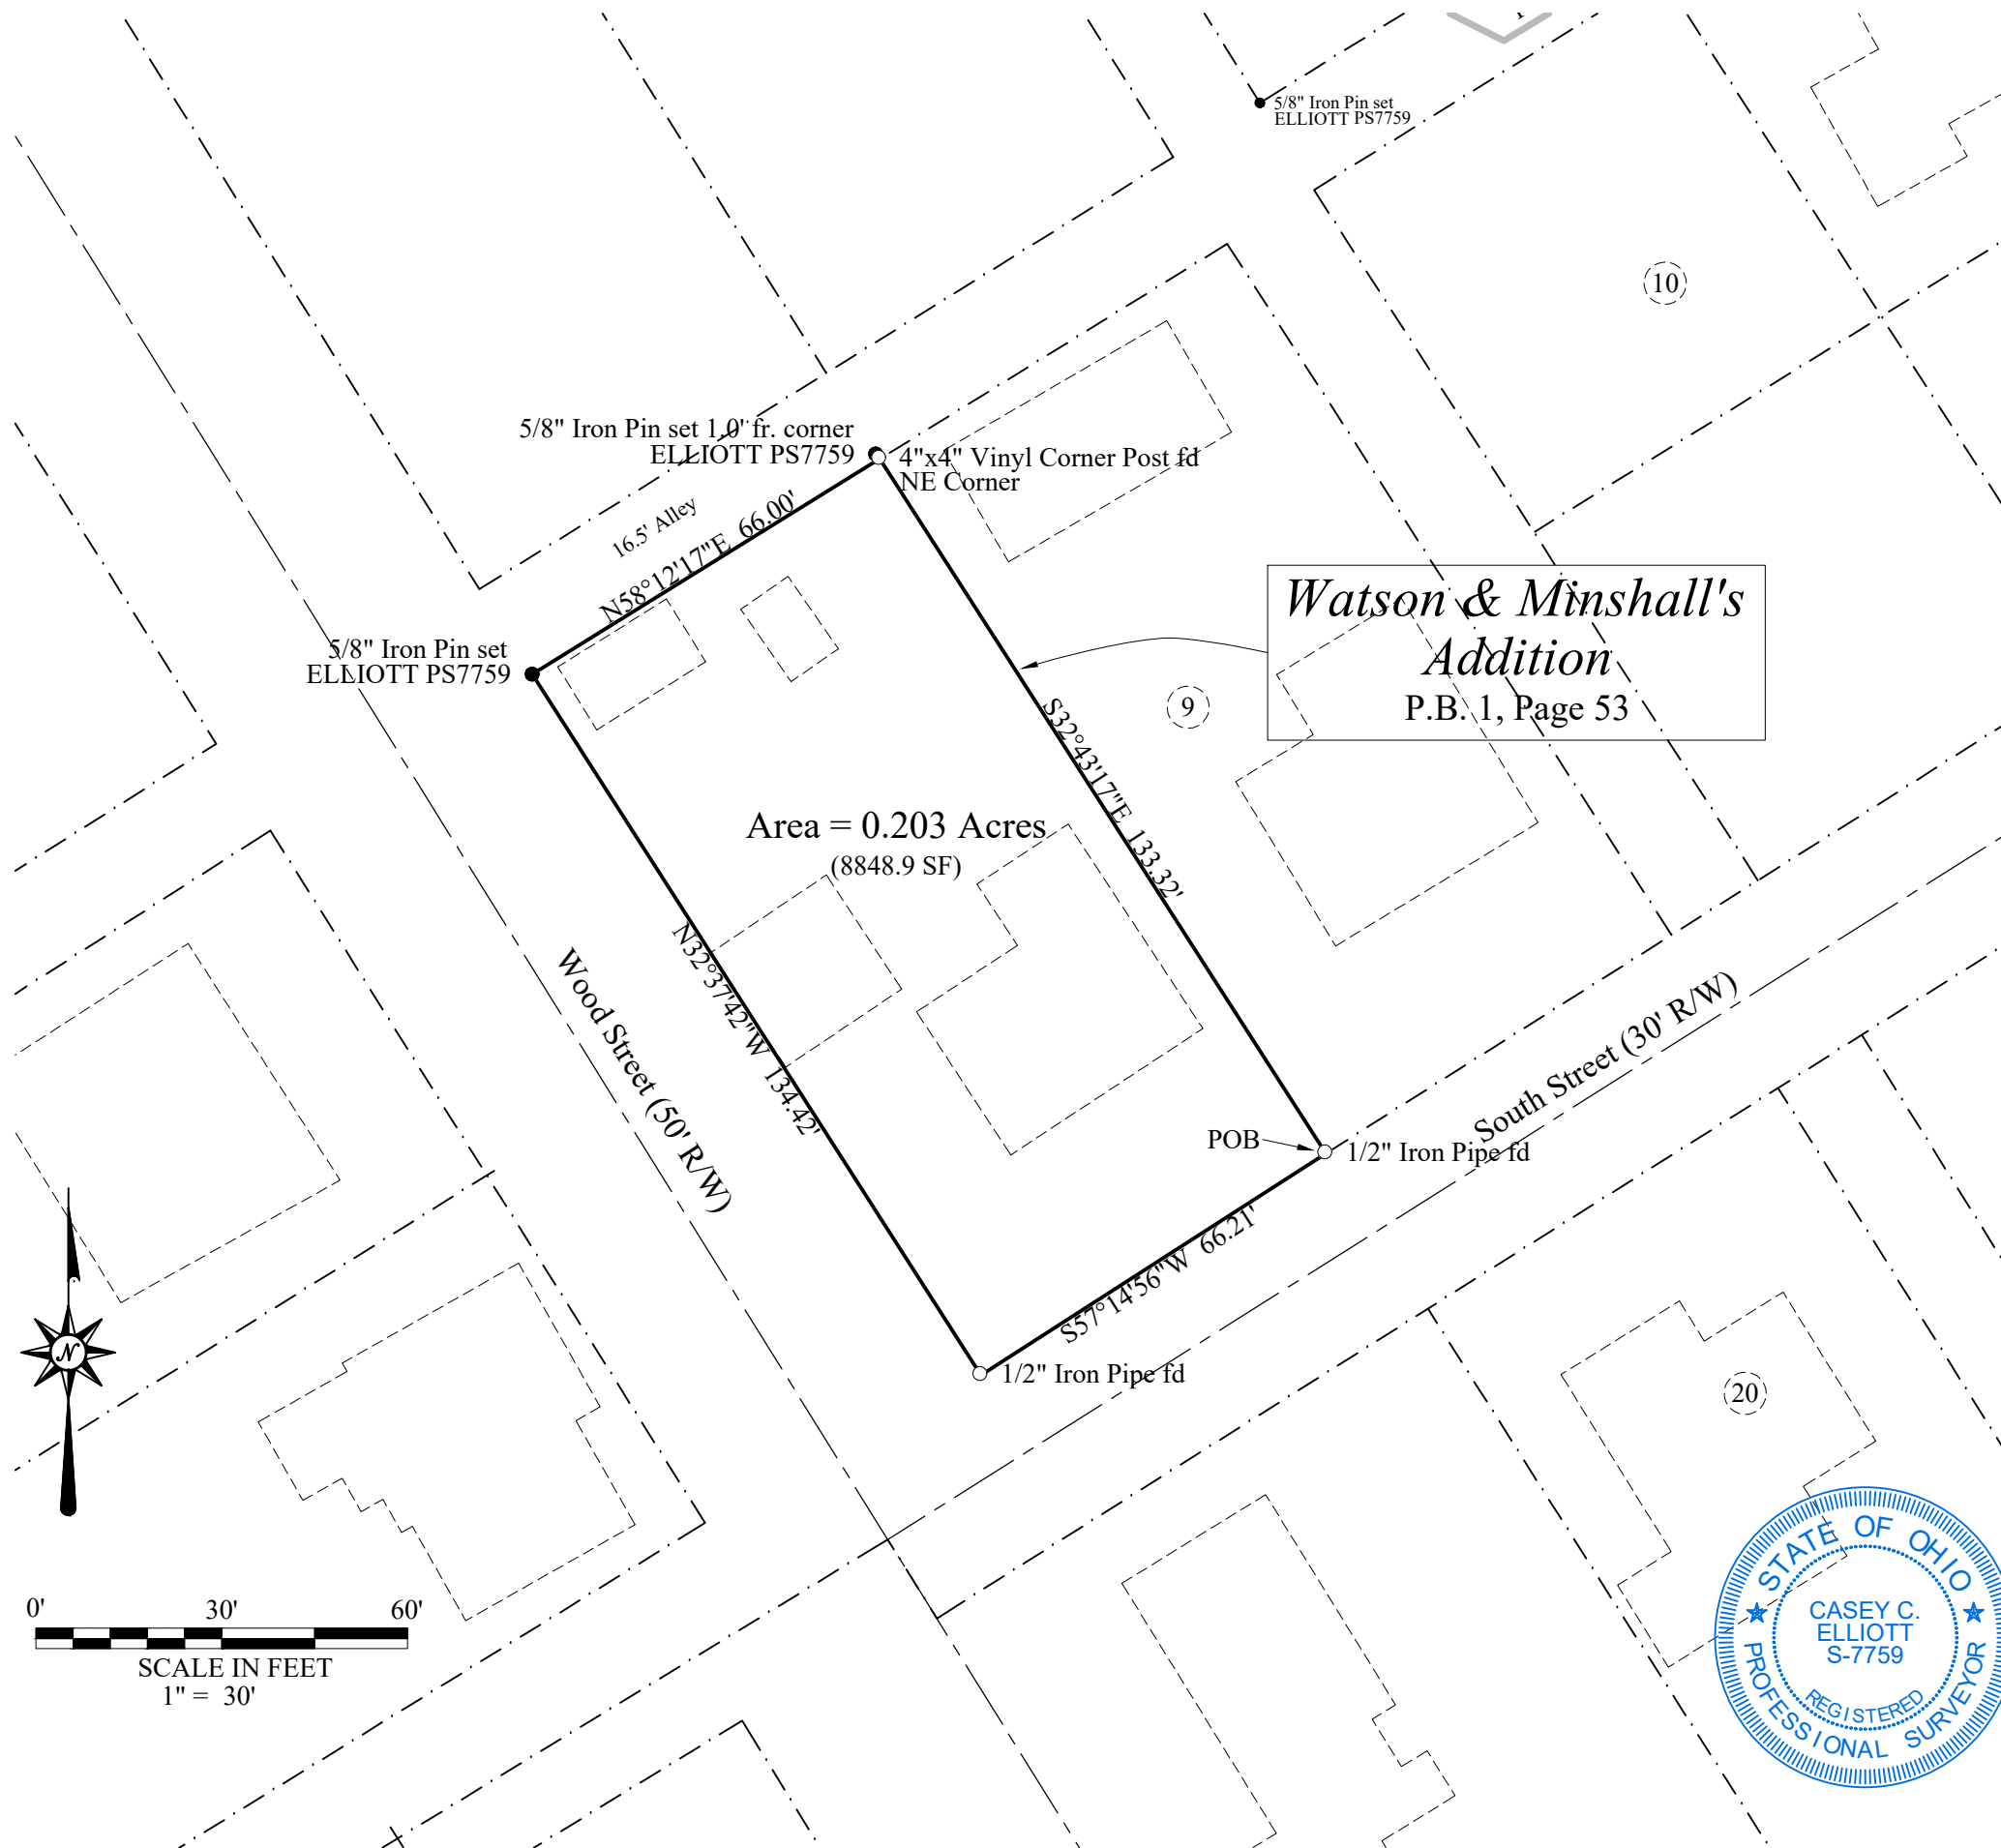 5/8" Iron Pin set
ELLIOTT PS7759
10
5/8" Iron Pin set 1.0' fr. corner
ELLIOTT PS7759
4"x4" Vinyl Corner Post fd
NE Corner
16.5' Alley
N58°12'17"E 66.00'
5/8" Iron Pin set
ELLIOTT PS7759
Watson & Minshall's
Addition
P.B. 1, Page 53
9
S32°43'17"E 133.32'
Area = 0.203 Acres
(8848.9 SF)
N32°37'42"W 134.42'
Wood Street (50' R/W)
South Street (30' R/W)
POB
1/2" Iron Pipe fd
S57°14'56"W 66.21'
1/2" Iron Pipe fd
20
N
0' 30' 60'
SCALE IN FEET
1" = 30'
STATE OF OHIO
CASEY C.
ELLIOTT
S-7759
REGISTERED
PROFESSIONAL SURVEYOR